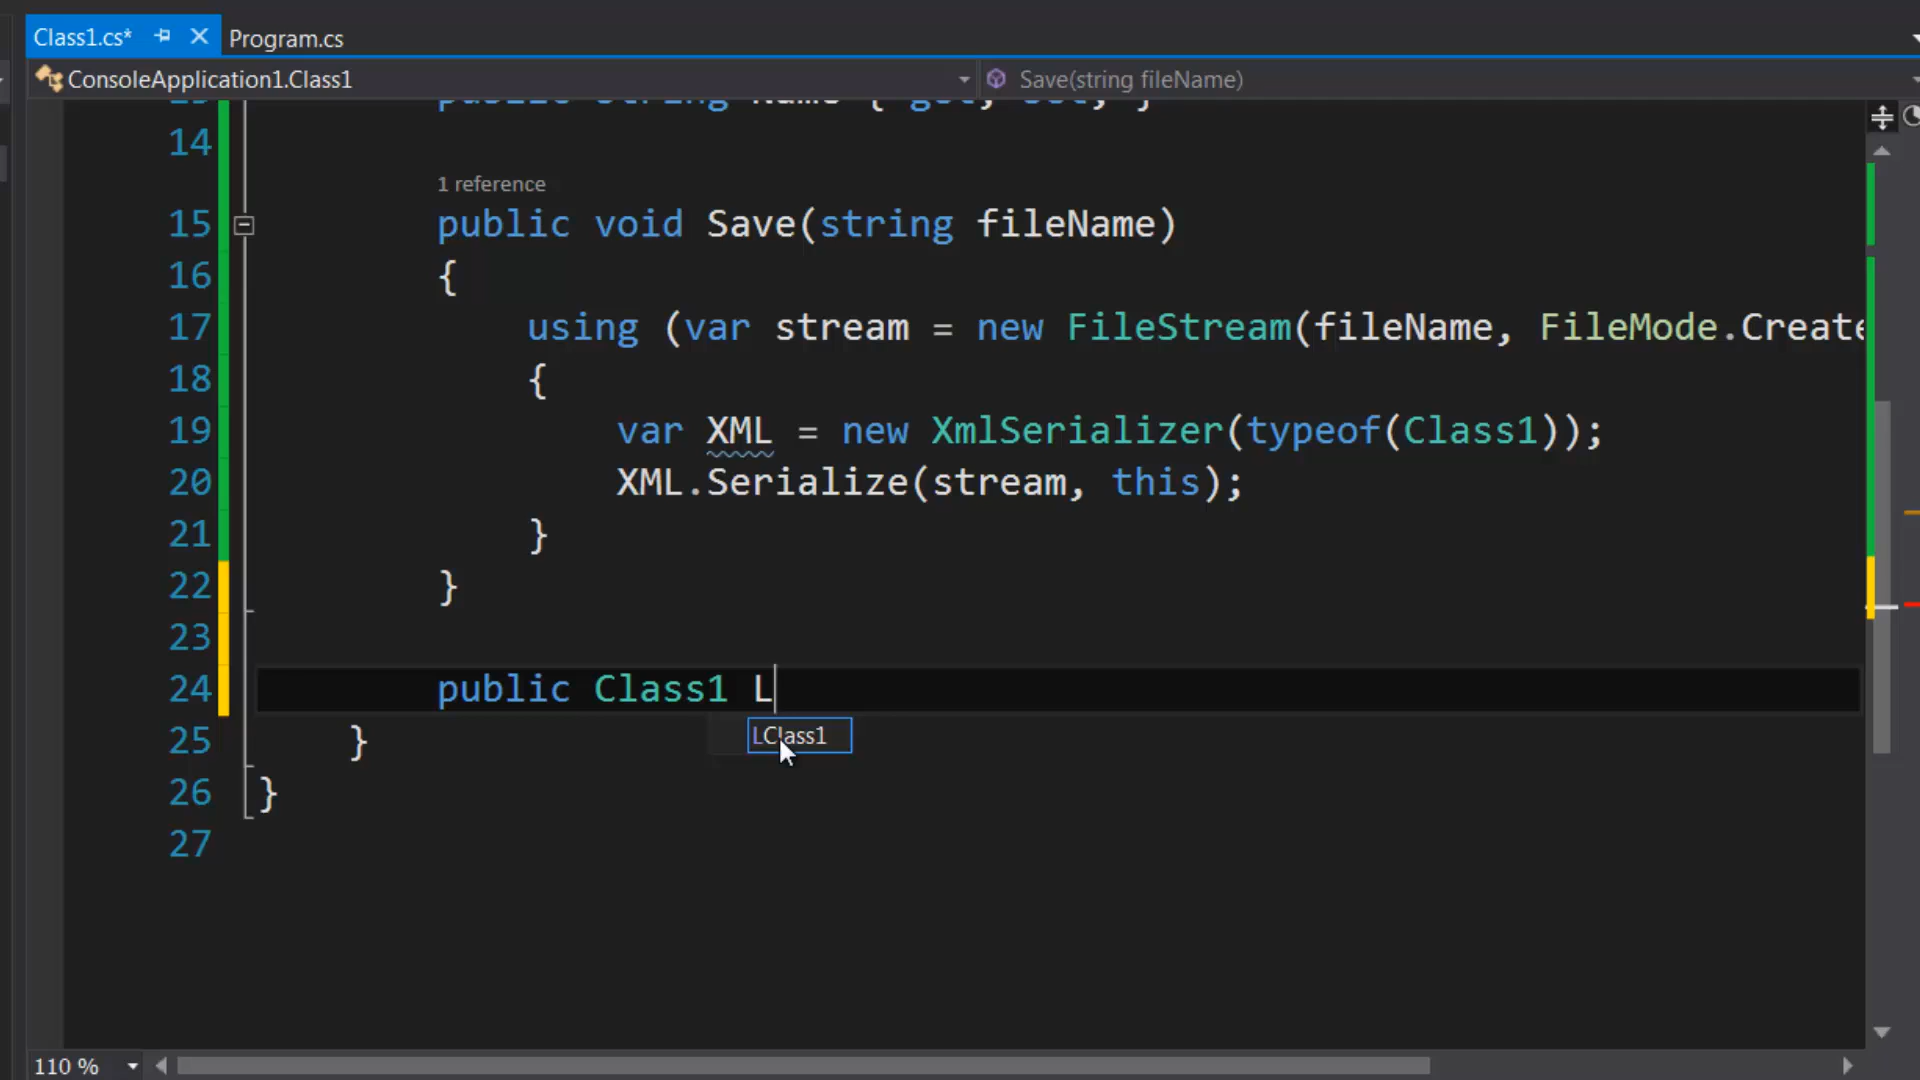 Class1.cs* Program.cs
ConsoleApplication1.Class1 Save(string fileName)
14
1 reference
15 public void Save(string fileName)
16 {
17 using (var stream = new FileStream(fileName, FileMode.Create
18 {
19 var XML = new XmlSerializer(typeof(Class1));
20 XML.Serialize(stream, this);
21 }
22 }
23
24 public Class1 L
LClass1
25 }
26 }
27
110 %